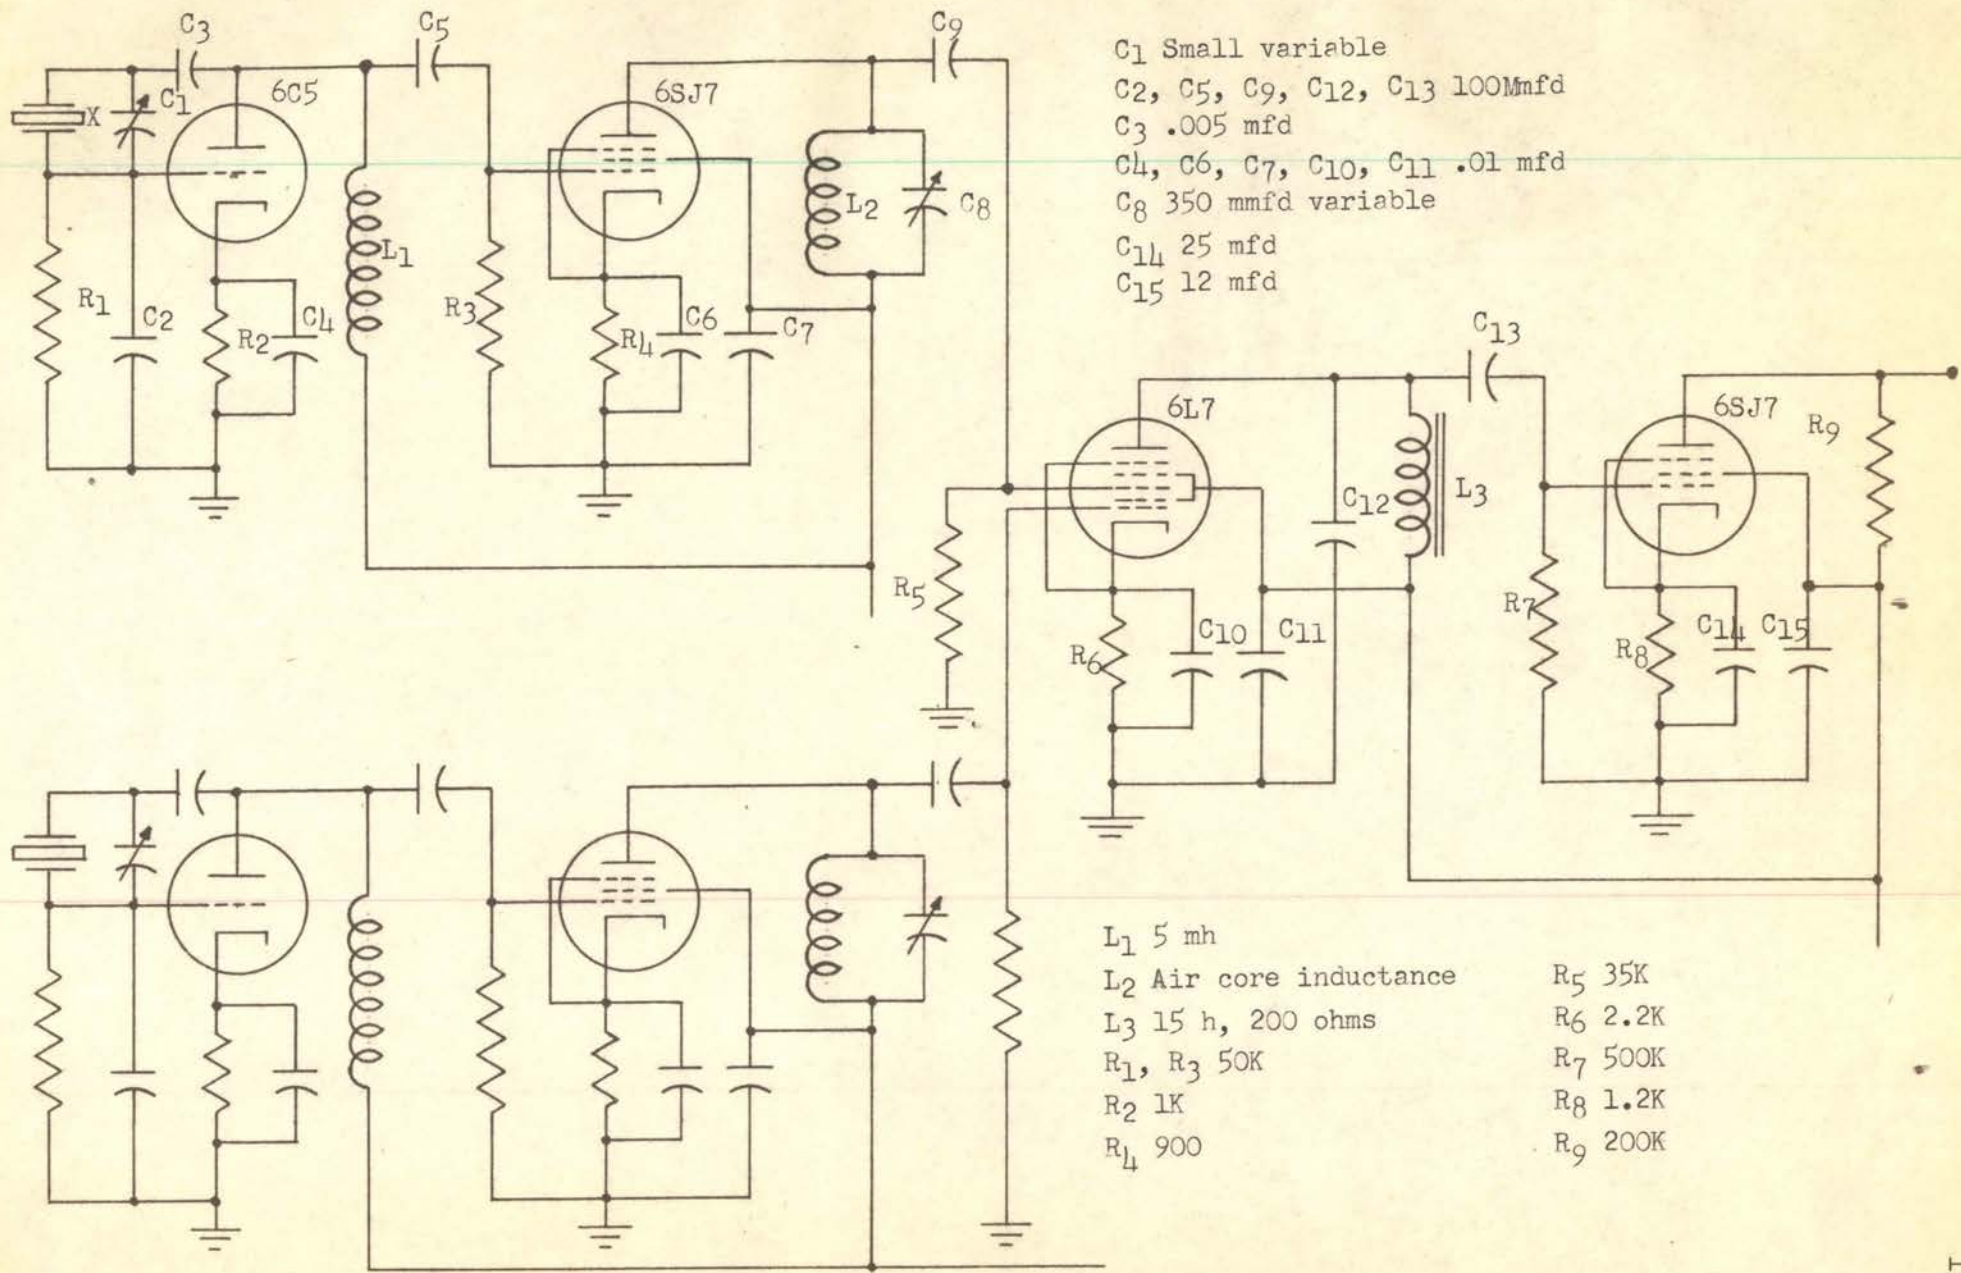 C3
C5
C9
X
C1
6C5
6SJ7
L1
L2
C8
R1
C2
R2
C4
R3
R4
C6
C7
C1 Small variable
C2, C5, C9, C12, C13 100Mmfd
C3 .005 mfd
C4, C6, C7, C10, C11 .01 mfd
C8 350 mmfd variable
C14 25 mfd
C15 12 mfd
C13
6L7
6SJ7
R9
C12
L3
R5
R6
C10
C11
R7
R8
C14
C15
L1 5 mh
L2 Air core inductance
L3 15 h, 200 ohms
R1, R3 50K
R2 1K
R4 900
R5 35K
R6 2.2K
R7 500K
R8 1.2K
R9 200K